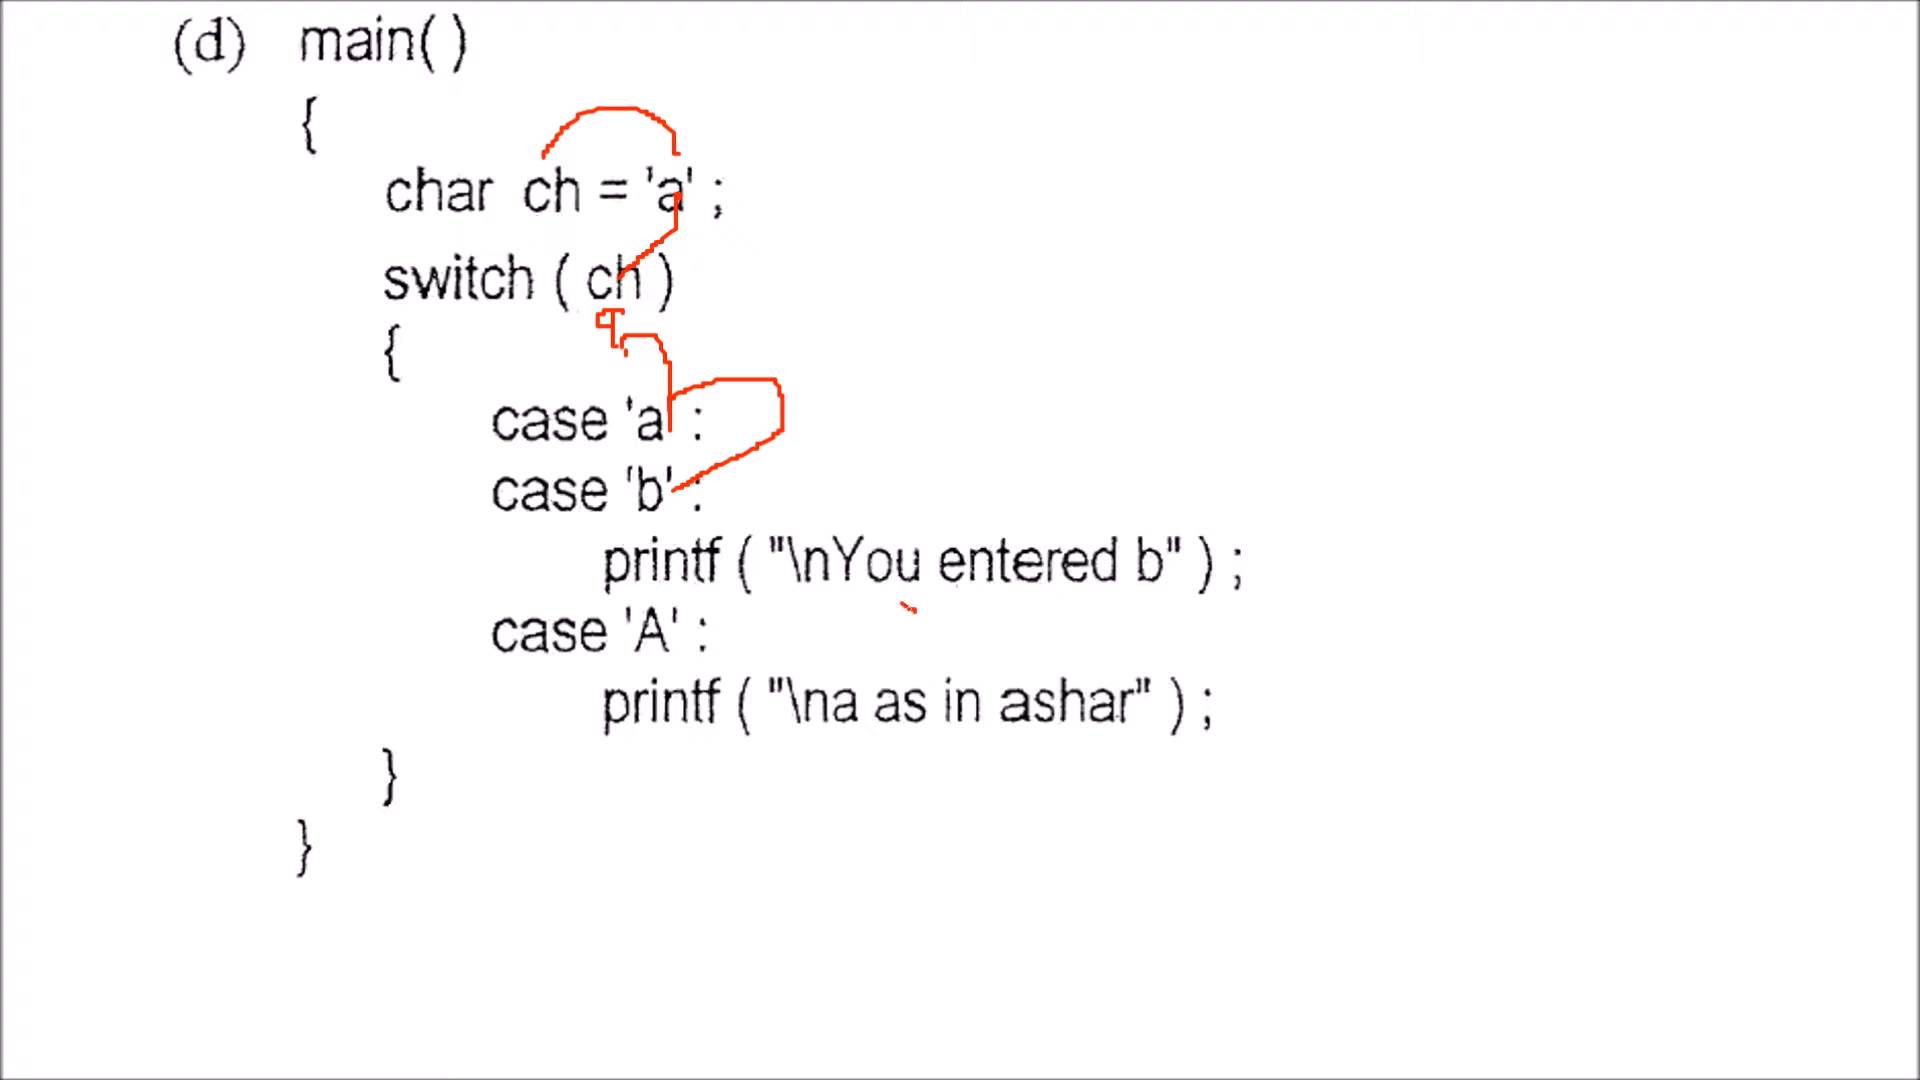 (d) main( )
{
char ch = 'a' ;
switch ( ch )
{
case 'a' :
case 'b' :
printf ( "\nYou entered b" ) ;
case 'A' :
printf ( "\na as in ashar" ) ;
}
}